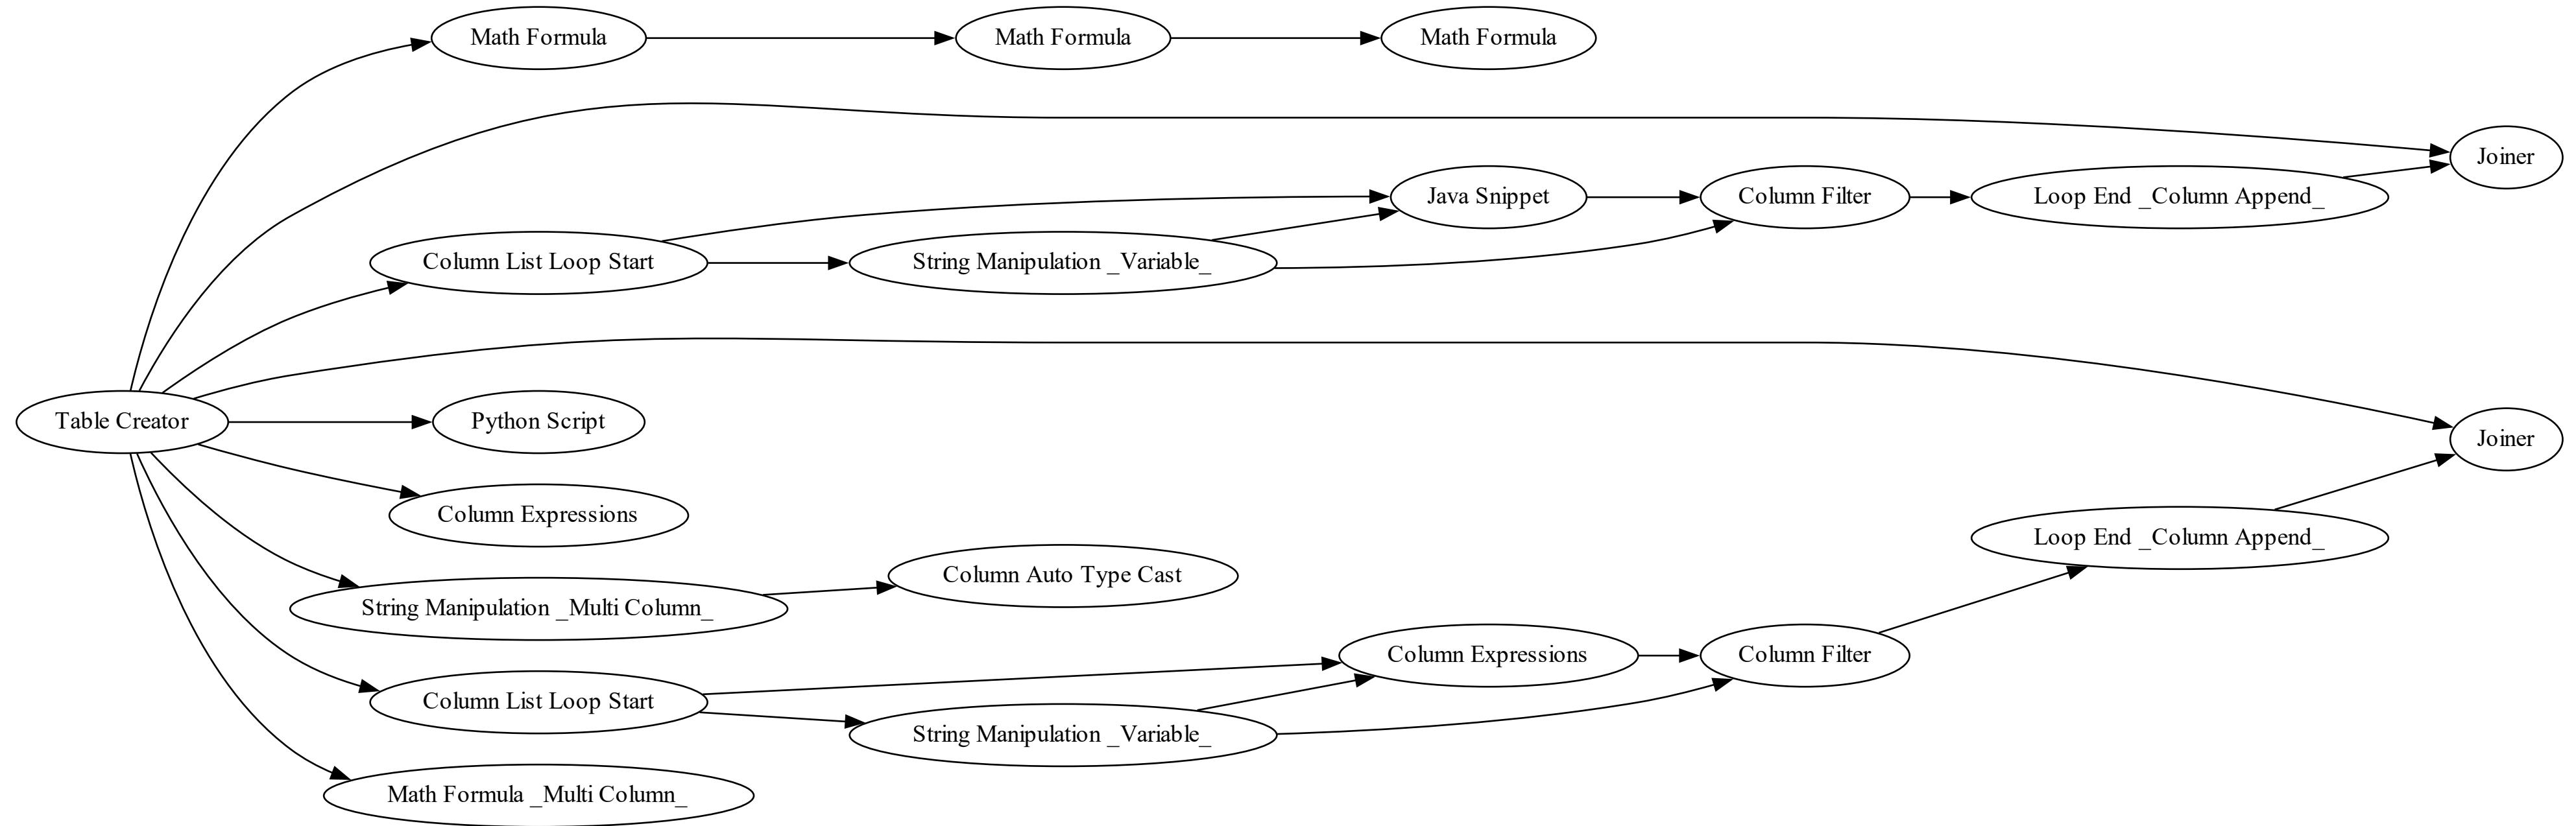 Math Formula
Math Formula
Math Formula
Joiner
Java Snippet
Column Filter
Loop End _Column Append_
Column List Loop Start
String Manipulation _Variable_
Table Creator
Python Script
Joiner
Column Expressions
Loop End _Column Append_
Column Auto Type Cast
String Manipulation _Multi Column_
Column Expressions
Column Filter
Column List Loop Start
String Manipulation _Variable_
Math Formula _Multi Column_